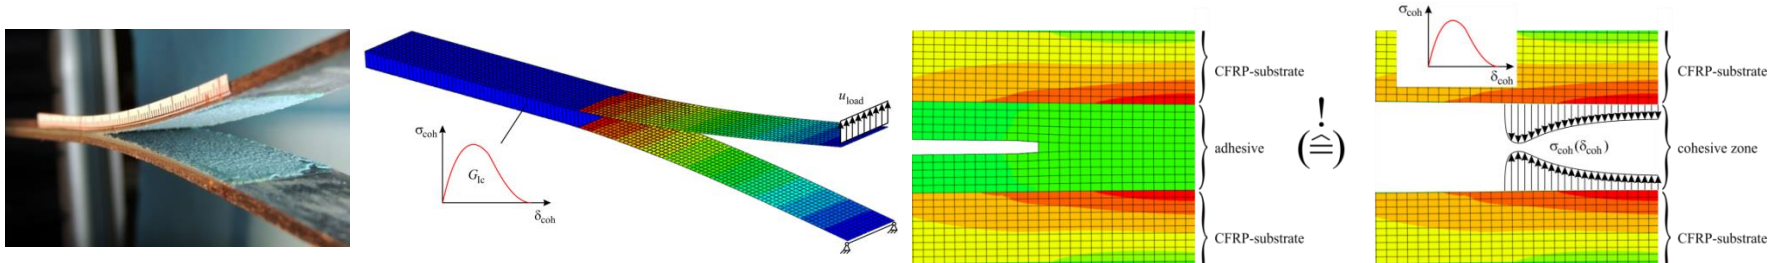 u_load
σ_coh
G_Ic
δ_coh
CFRP-substrate
adhesive
CFRP-substrate
!
(≙)
σ_coh
δ_coh
CFRP-substrate
σ_coh(δ_coh)
cohesive zone
CFRP-substrate